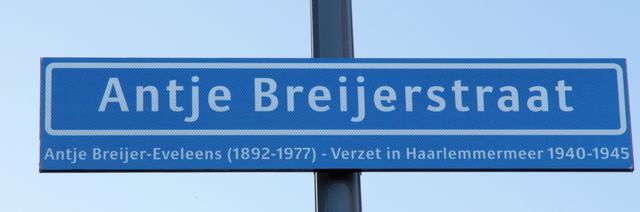 Antje Breijerstraat
Antje Breijer-Eveleens (1892-1977) - Verzet in Haarlemmermeer 1940-1945